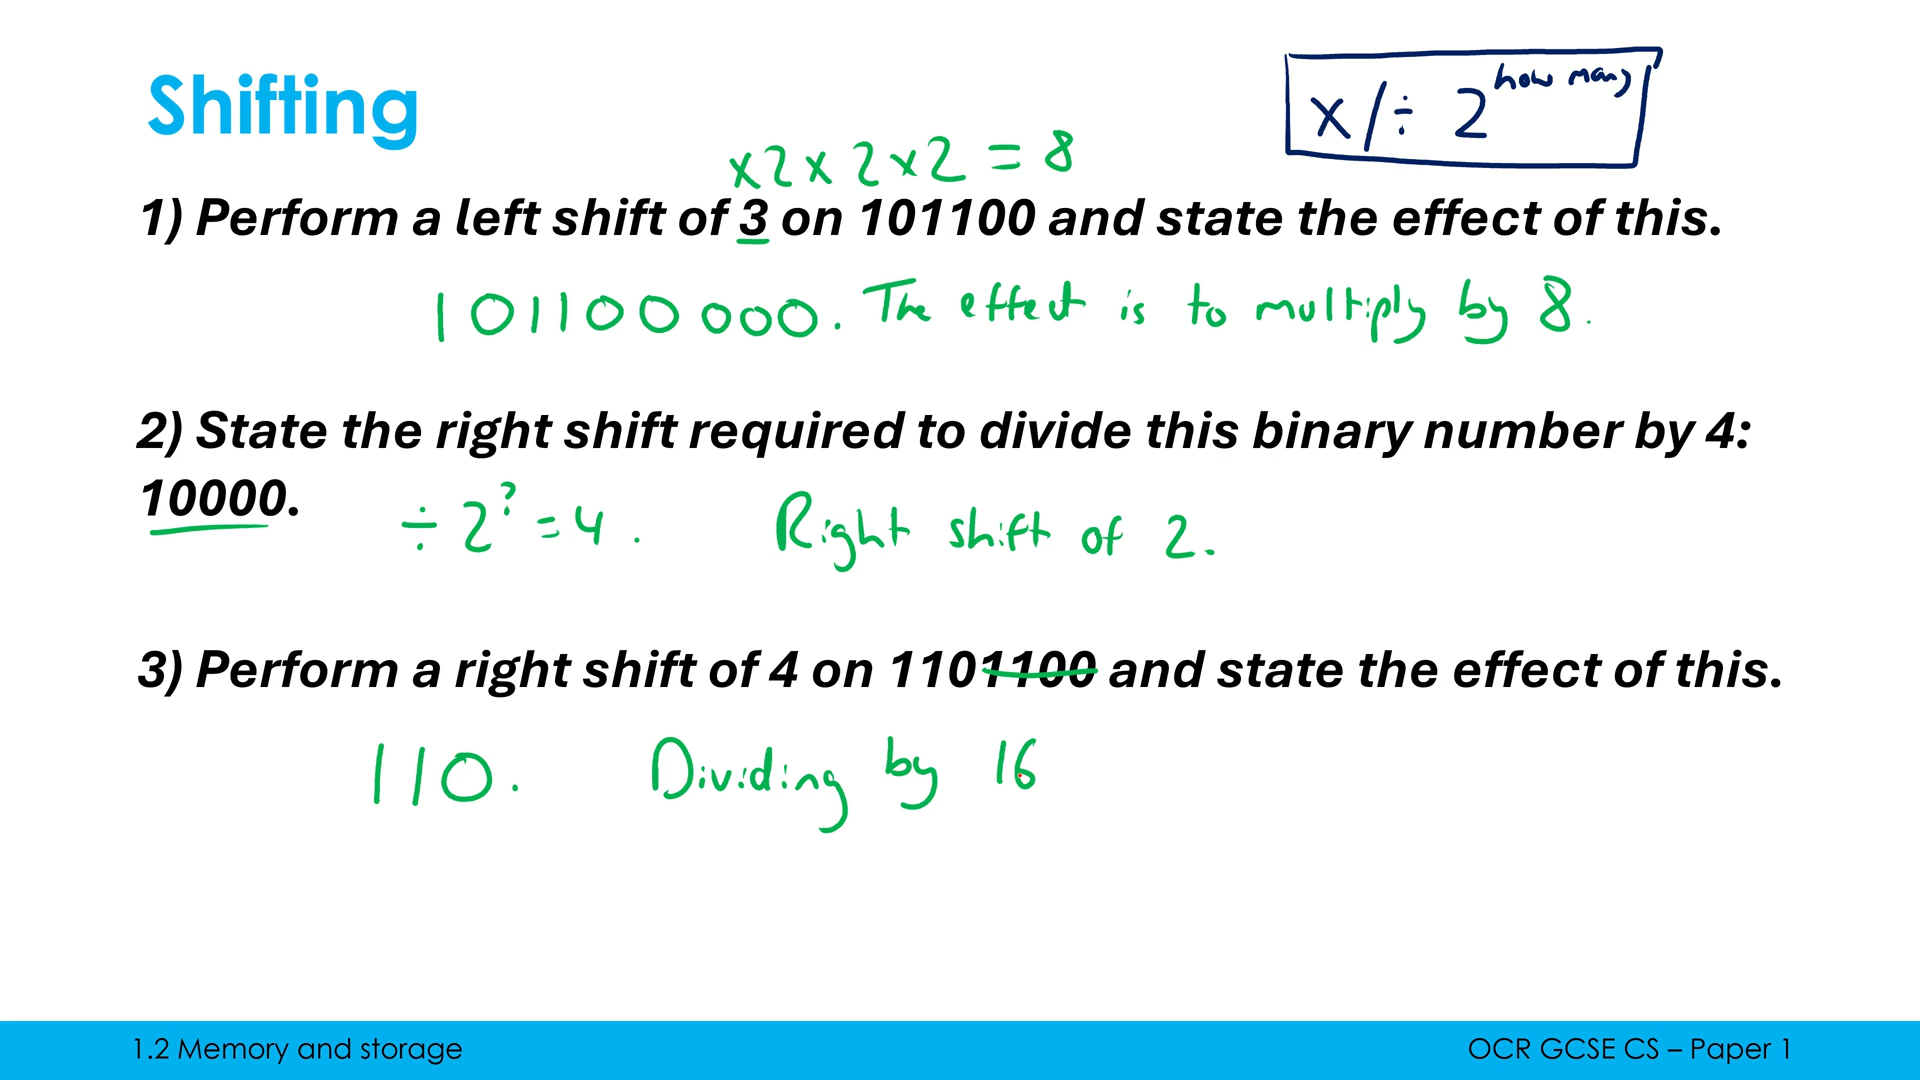 Shifting
x/÷ 2^how many
x2 x 2 x 2 = 8
1) Perform a left shift of 3 on 101100 and state the effect of this.
101100000. The effect is to multiply by 8.
2) State the right shift required to divide this binary number by 4:
10000.
÷ 2^? = 4. Right shift of 2.
3) Perform a right shift of 4 on 1101100 and state the effect of this.
110. Dividing by 16
1.2 Memory and storage
OCR GCSE CS – Paper 1